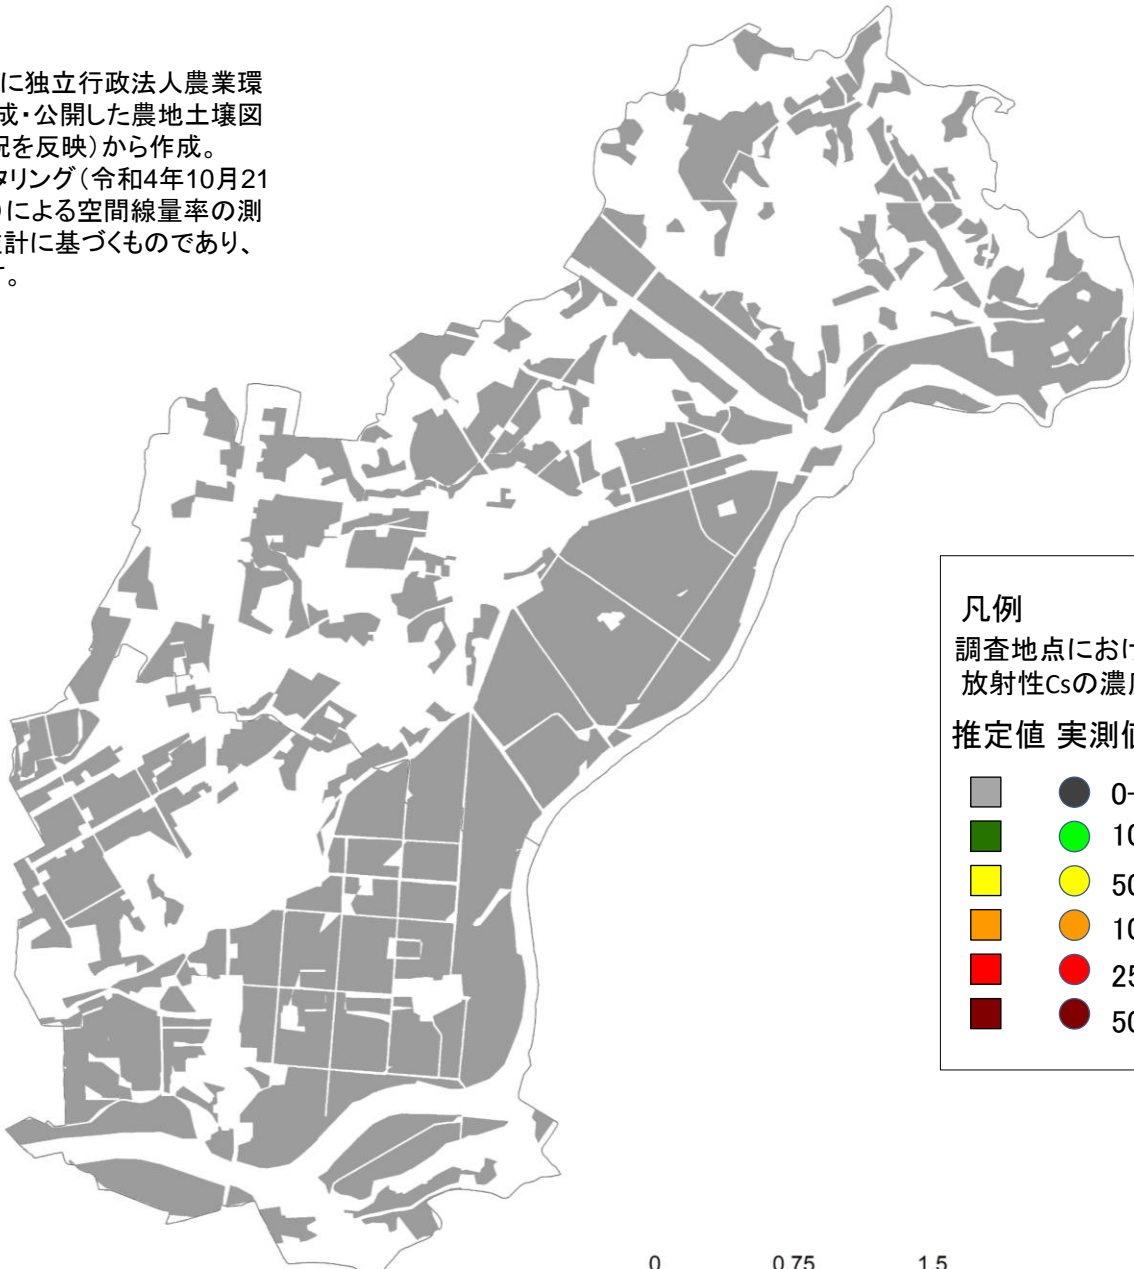 に独立行政法人農業環
成・公開した農地土壌図
況を反映）から作成。
タリング（令和4年10月21
）による空間線量率の測
計に基づくものであり、
。
凡例
調査地点におけ
放射性Csの濃度
推定値 実測値
0-
10
50
10
25
50
0 0.75 1.5